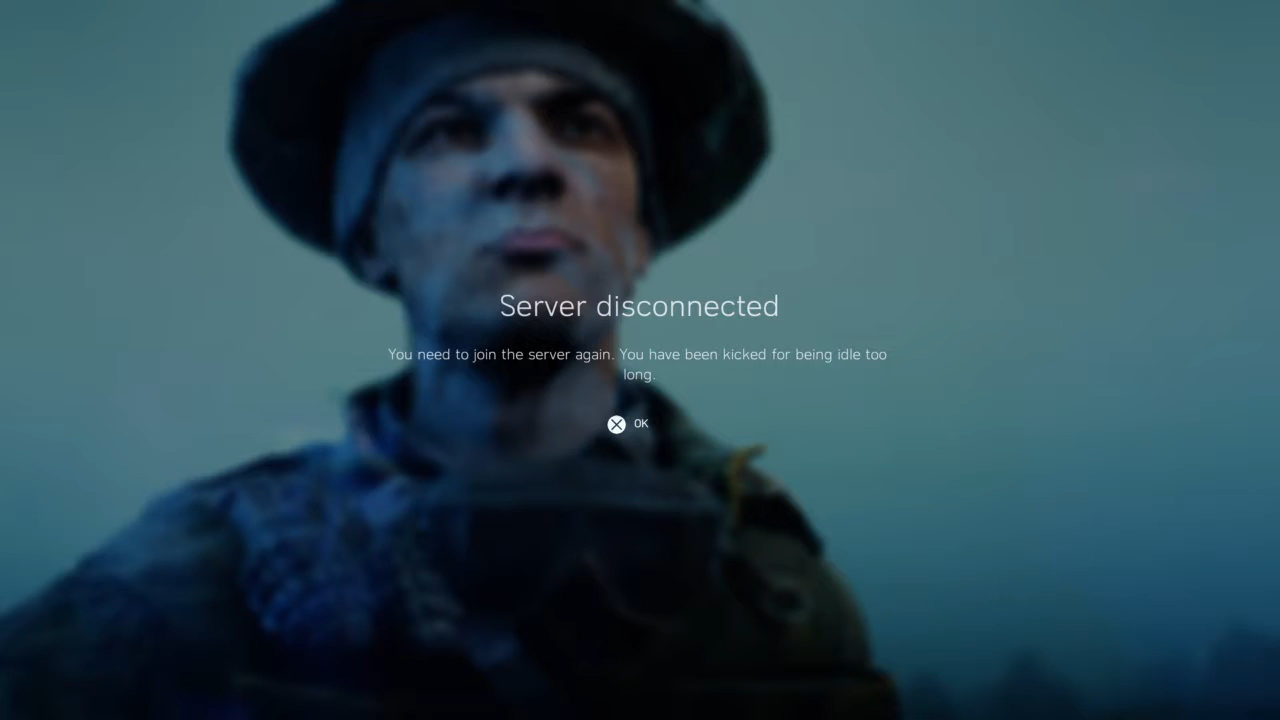 Server disconnected
You need to join the server again. You have been kicked for being idle too
long.
OK